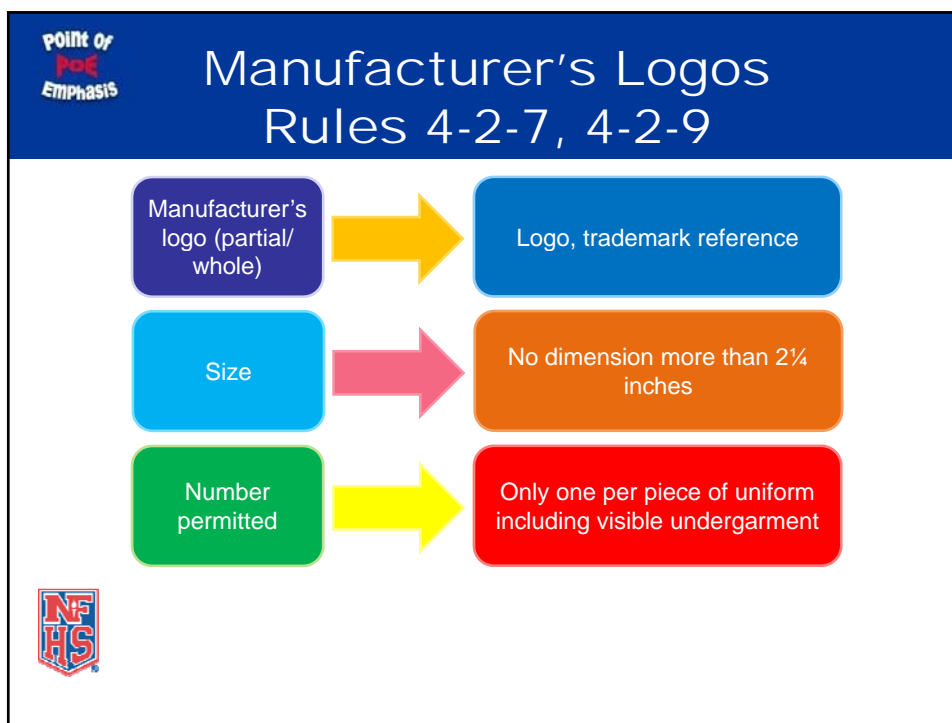 Point of
PoE
Emphasis
Manufacturer's Logos
Rules 4-2-7, 4-2-9
Manufacturer's
logo (partial/
whole)
Logo, trademark reference
Size
No dimension more than 2¼
inches
Number
permitted
Only one per piece of uniform
including visible undergarment
NF
HS
®